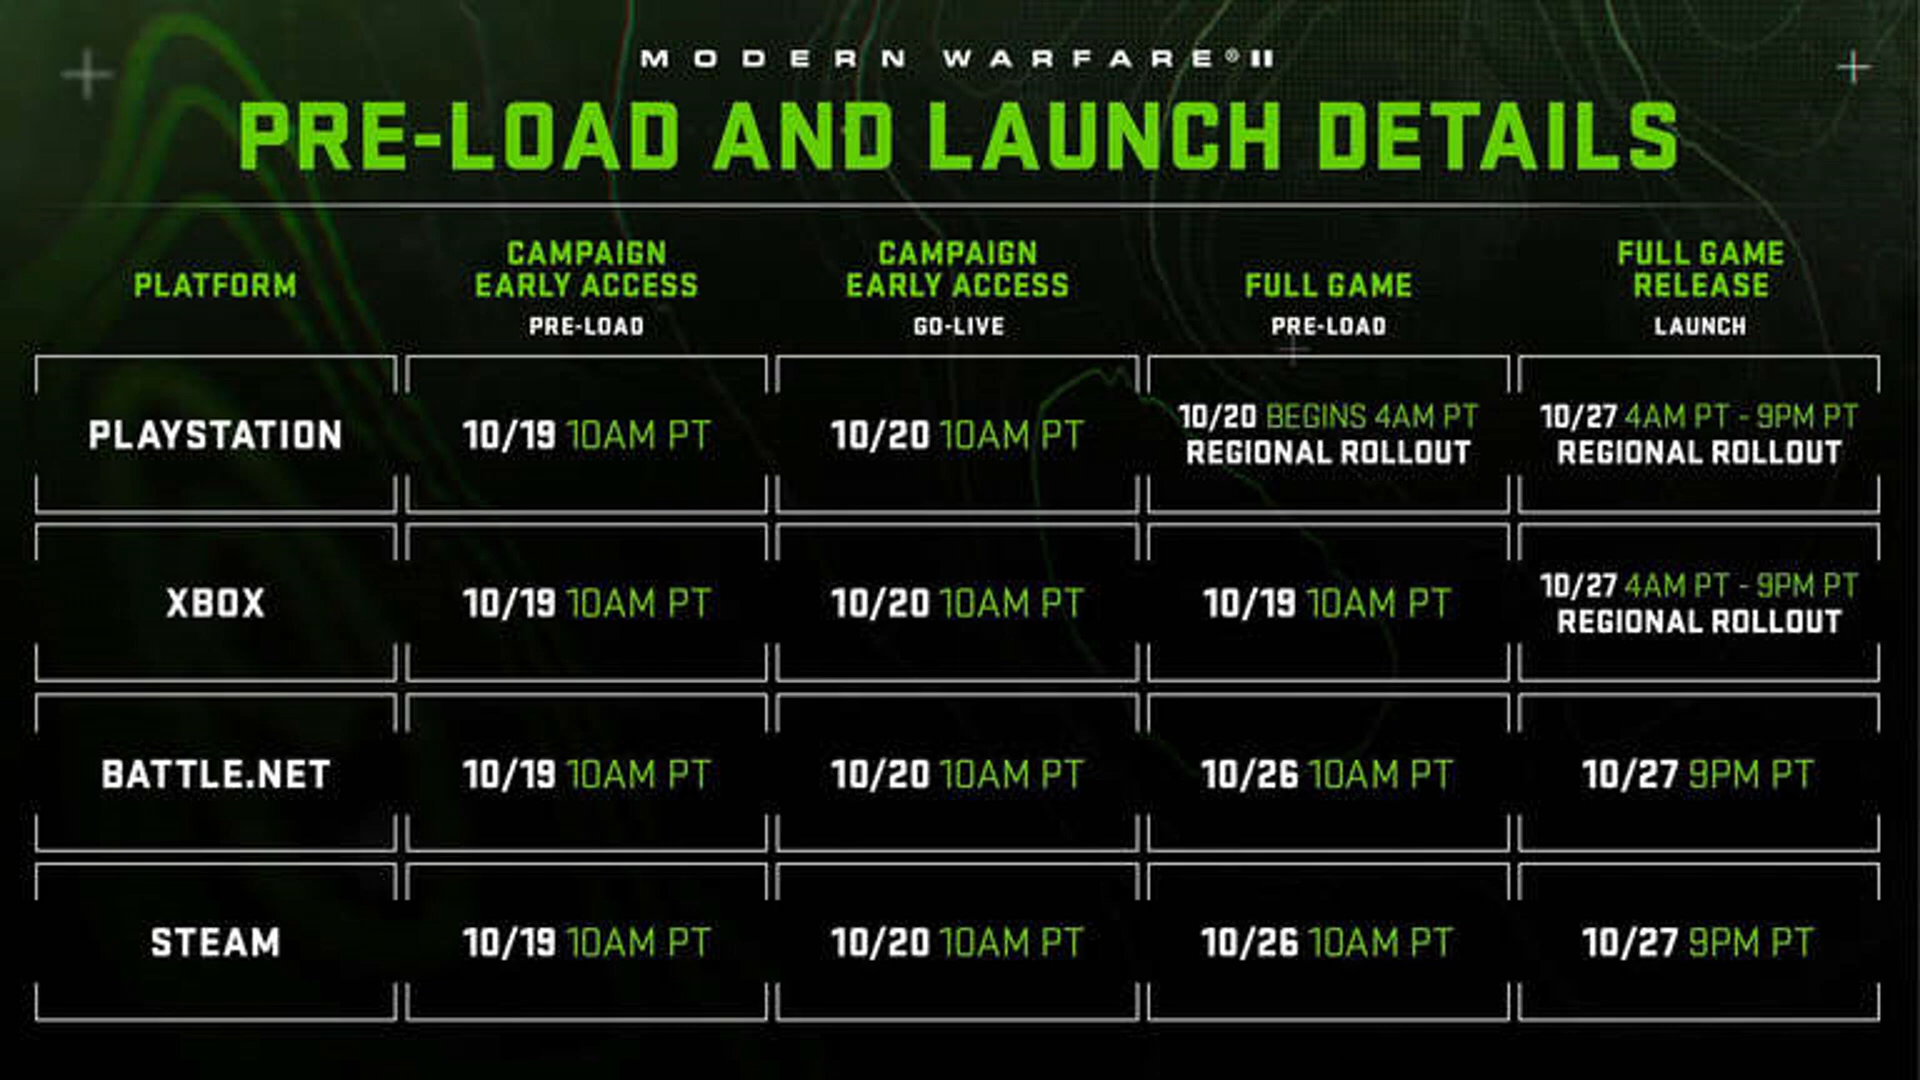 MODERN WARFARE® II
PRE-LOAD AND LAUNCH DETAILS
PLATFORM
CAMPAIGN
EARLY ACCESS
PRE-LOAD
CAMPAIGN
EARLY ACCESS
GO-LIVE
FULL GAME
PRE-LOAD
FULL GAME
RELEASE
LAUNCH
PLAYSTATION
10/19 10AM PT
10/20 10AM PT
10/20 BEGINS 4AM PT
REGIONAL ROLLOUT
10/27 4AM PT - 9PM PT
REGIONAL ROLLOUT
XBOX
10/19 10AM PT
10/20 10AM PT
10/19 10AM PT
10/27 4AM PT - 9PM PT
REGIONAL ROLLOUT
BATTLE.NET
10/19 10AM PT
10/20 10AM PT
10/26 10AM PT
10/27 9PM PT
STEAM
10/19 10AM PT
10/20 10AM PT
10/26 10AM PT
10/27 9PM PT